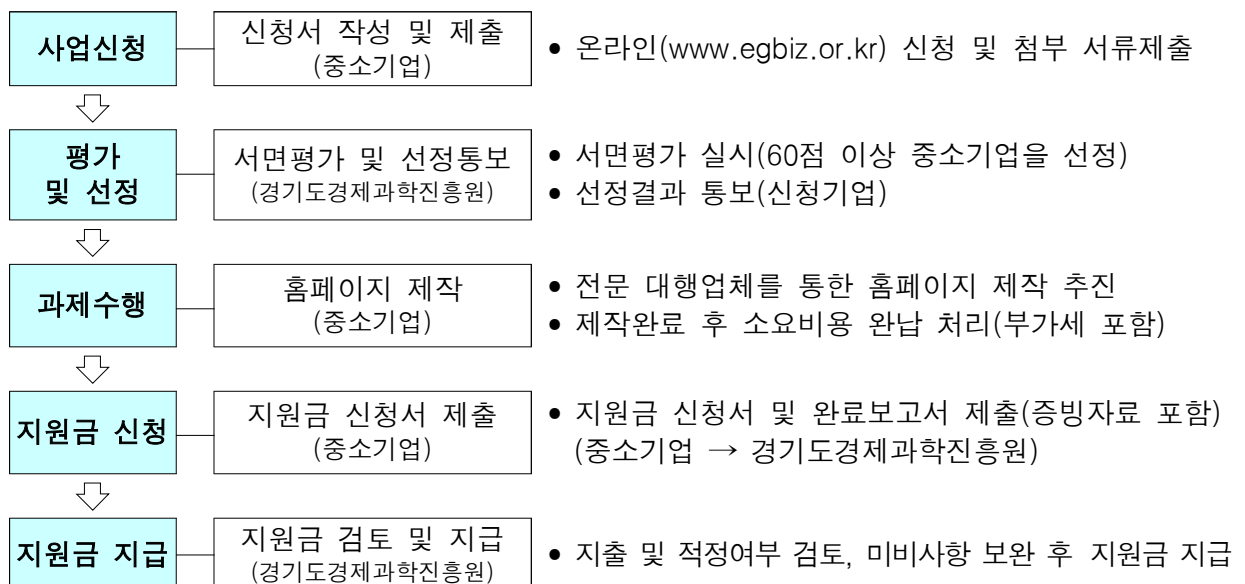 사업신청
신청서 작성 및 제출
(중소기업)
● 온라인(www.egbiz.or.kr) 신청 및 첨부 서류제출
평가
및 선정
서면평가 및 선정통보
(경기도경제과학진흥원)
● 서면평가 실시(60점 이상 중소기업을 선정)
● 선정결과 통보(신청기업)
과제수행
홈페이지 제작
(중소기업)
● 전문 대행업체를 통한 홈페이지 제작 추진
● 제작완료 후 소요비용 완납 처리(부가세 포함)
지원금 신청
지원금 신청서 제출
(중소기업)
● 지원금 신청서 및 완료보고서 제출(증빙자료 포함)
(중소기업 → 경기도경제과학진흥원)
지원금 지급
지원금 검토 및 지급
(경기도경제과학진흥원)
● 지출 및 적정여부 검토, 미비사항 보완 후 지원금 지급